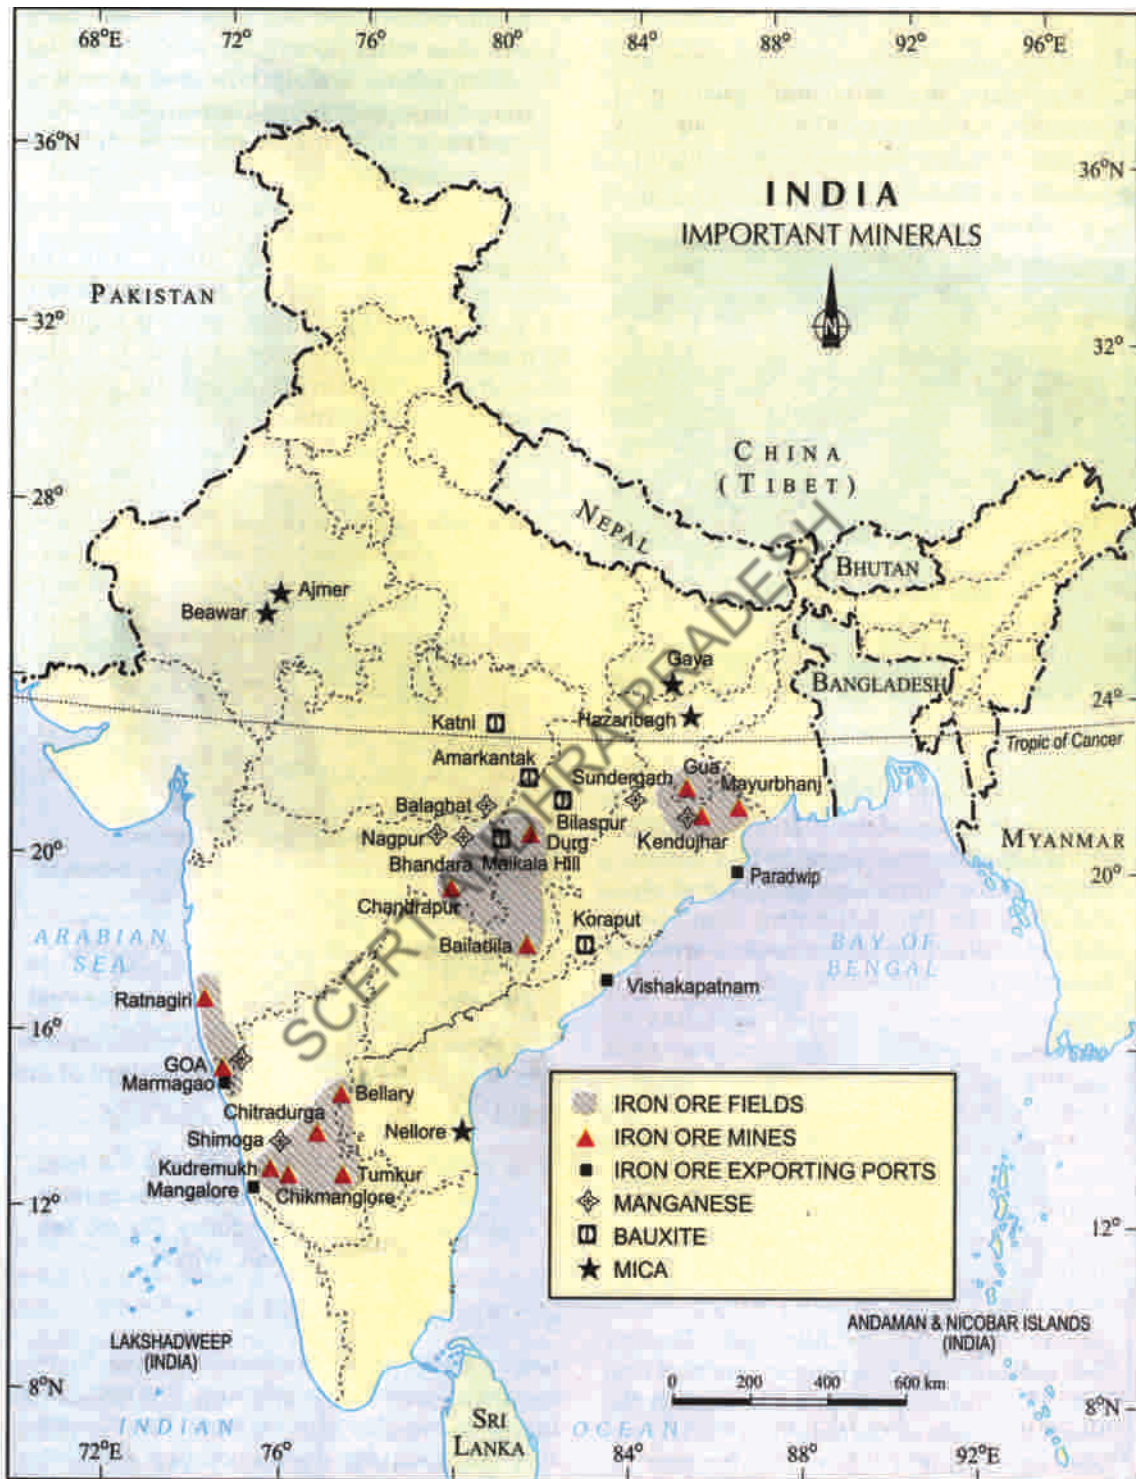 68°E 72° 76° 80° 84° 88° 92° 96°E
36°N
36°N
INDIA
IMPORTANT MINERALS
N
PAKISTAN
32°
32°
CHINA
(TIBET)
28°
28°
NEPAL
BHUTAN
Ajmer
Beawar
Gaya
BANGLADESH
24°
Katni
Hazaribagh
Tropic of Cancer
Amarkantak
Sundergarh
Gua
Mayurbhanj
Balaghat
Bilaspur
Nagpur
Durg
Kendujhar
MYANMAR
20°
Bhandara
Maikala Hill
Paradwip
20°
Chandrapur
Koraput
ARABIAN
SEA
Bailadila
BAY OF
BENGAL
Vishakapatnam
Ratnagiri
16°
GOA
Marmagao
Bellary
Chitradurga
Nellore
Shimoga
Kudremukh
Tumkur
Mangalore
Chikmanglore
12°
12°
SCERT ANDHRA PRADESH
IRON ORE FIELDS
IRON ORE MINES
IRON ORE EXPORTING PORTS
MANGANESE
BAUXITE
MICA
LAKSHADWEEP
(INDIA)
ANDAMAN & NICOBAR ISLANDS
(INDIA)
0 200 400 600 km
8°N
8°N
INDIAN OCEAN
SRI
LANKA
72°E 76° 84° 88° 92°E